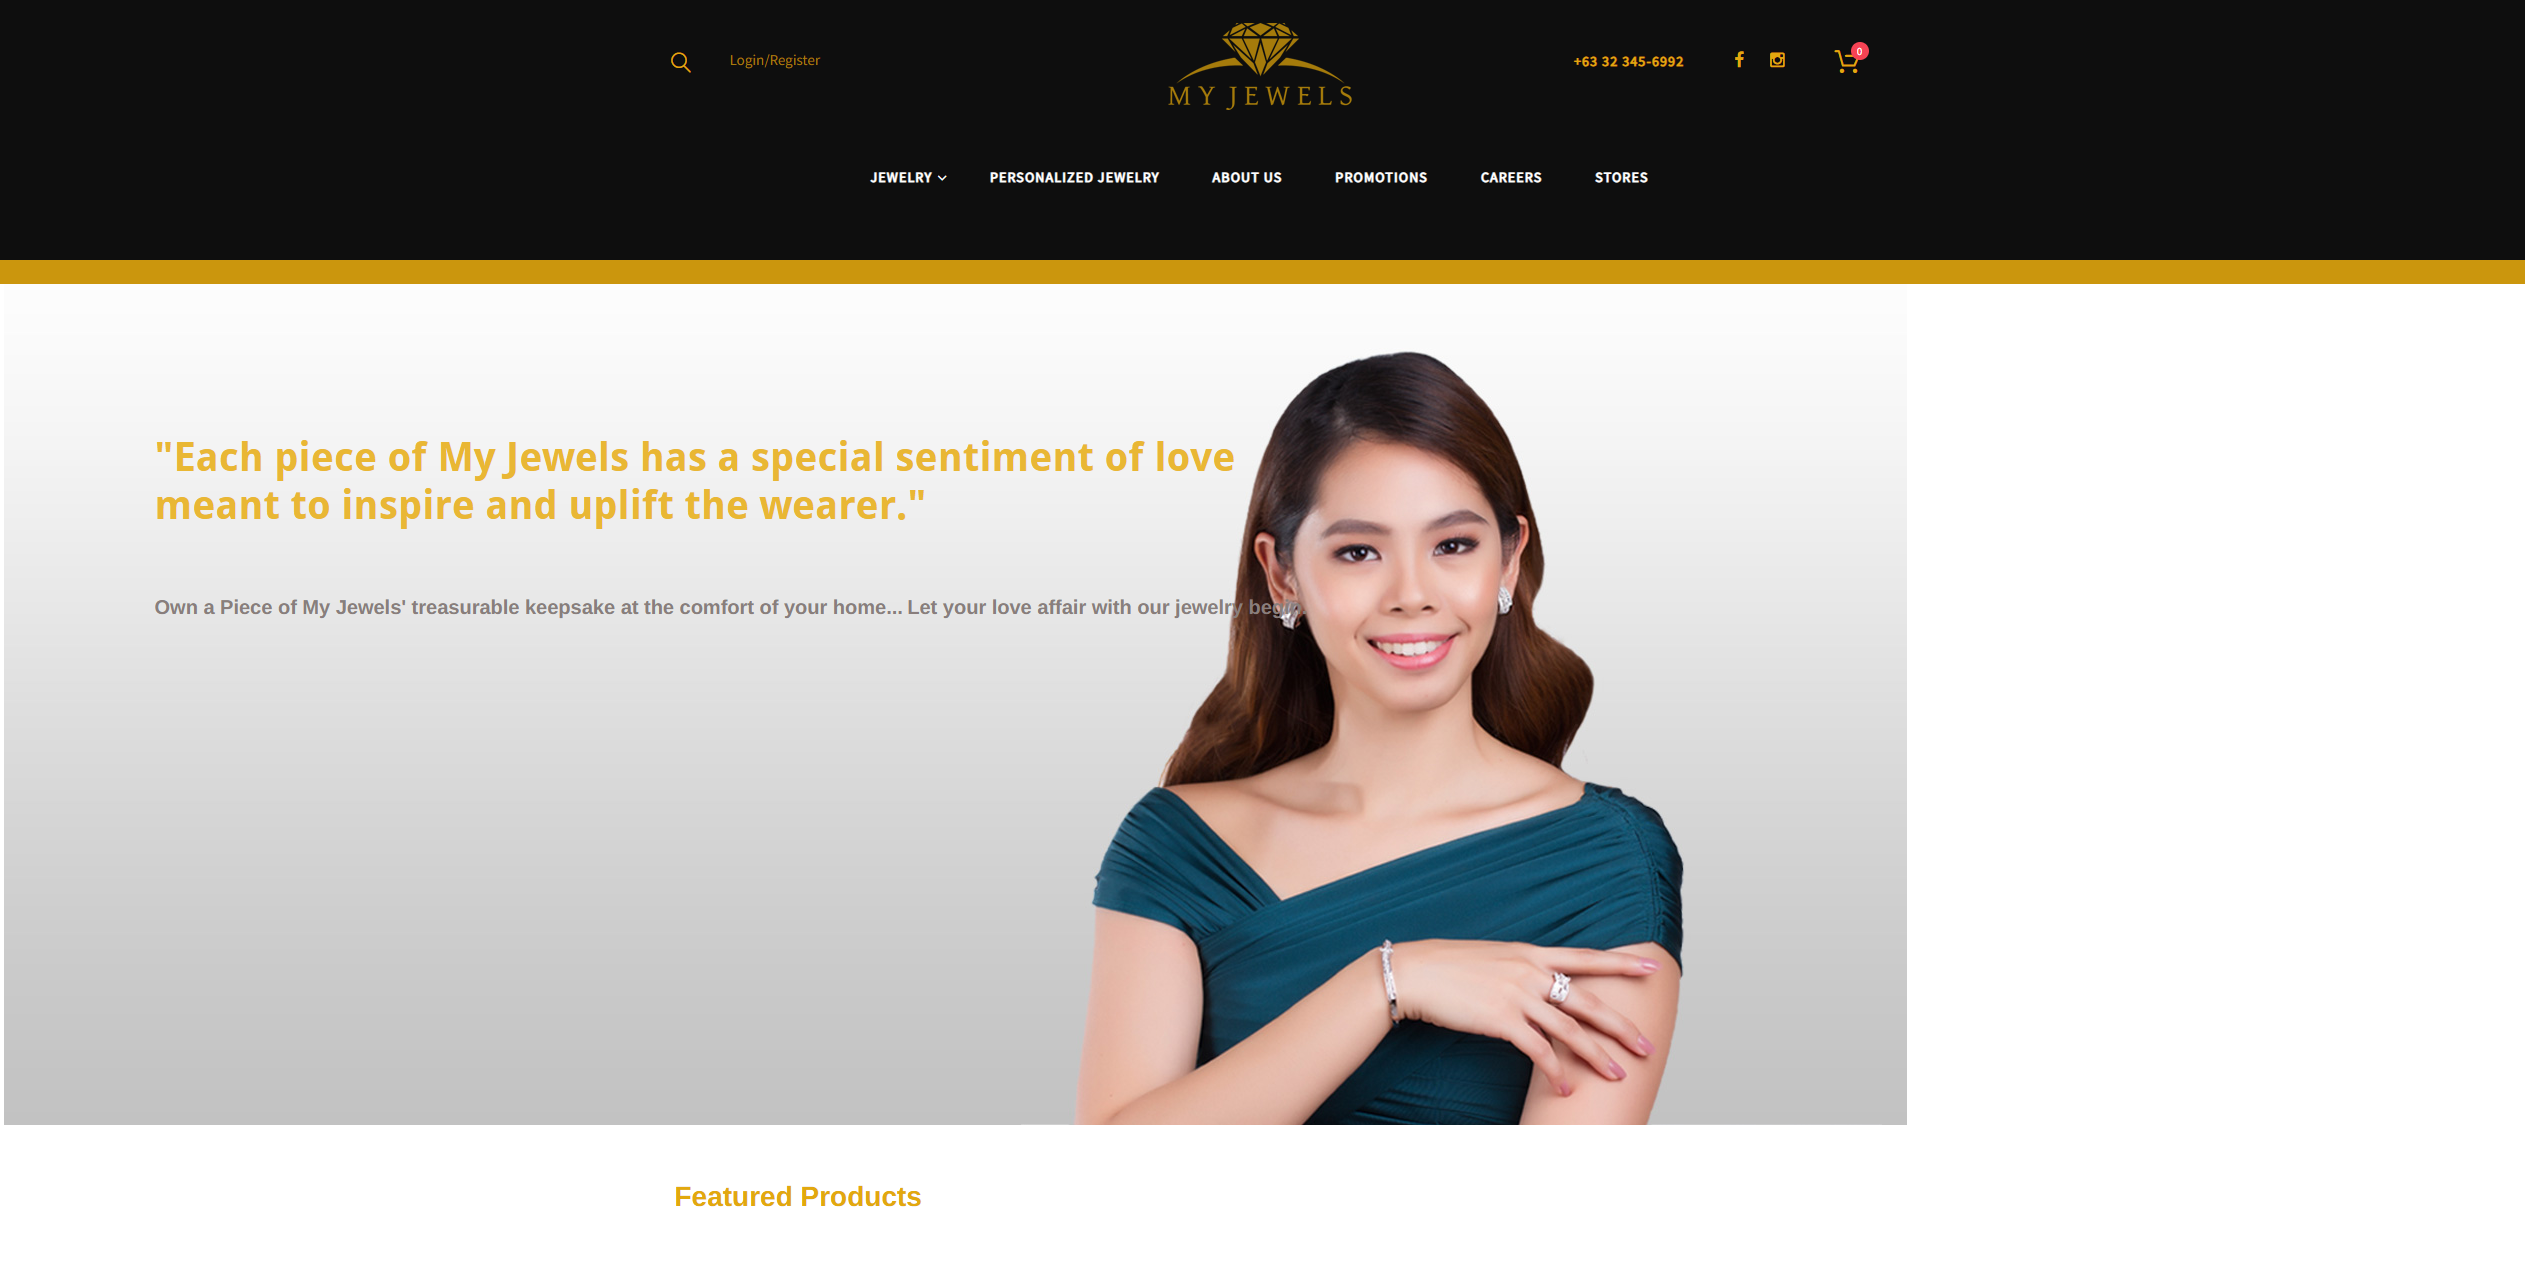 Login/Register
MY JEWELS
+63 32 345-6992
0
JEWELRY
PERSONALIZED JEWELRY
ABOUT US
PROMOTIONS
CAREERS
STORES
"Each piece of My Jewels has a special sentiment of love
meant to inspire and uplift the wearer."
Own a Piece of My Jewels' treasurable keepsake at the comfort of your home... Let your love affair with our jewelry begin
Featured Products